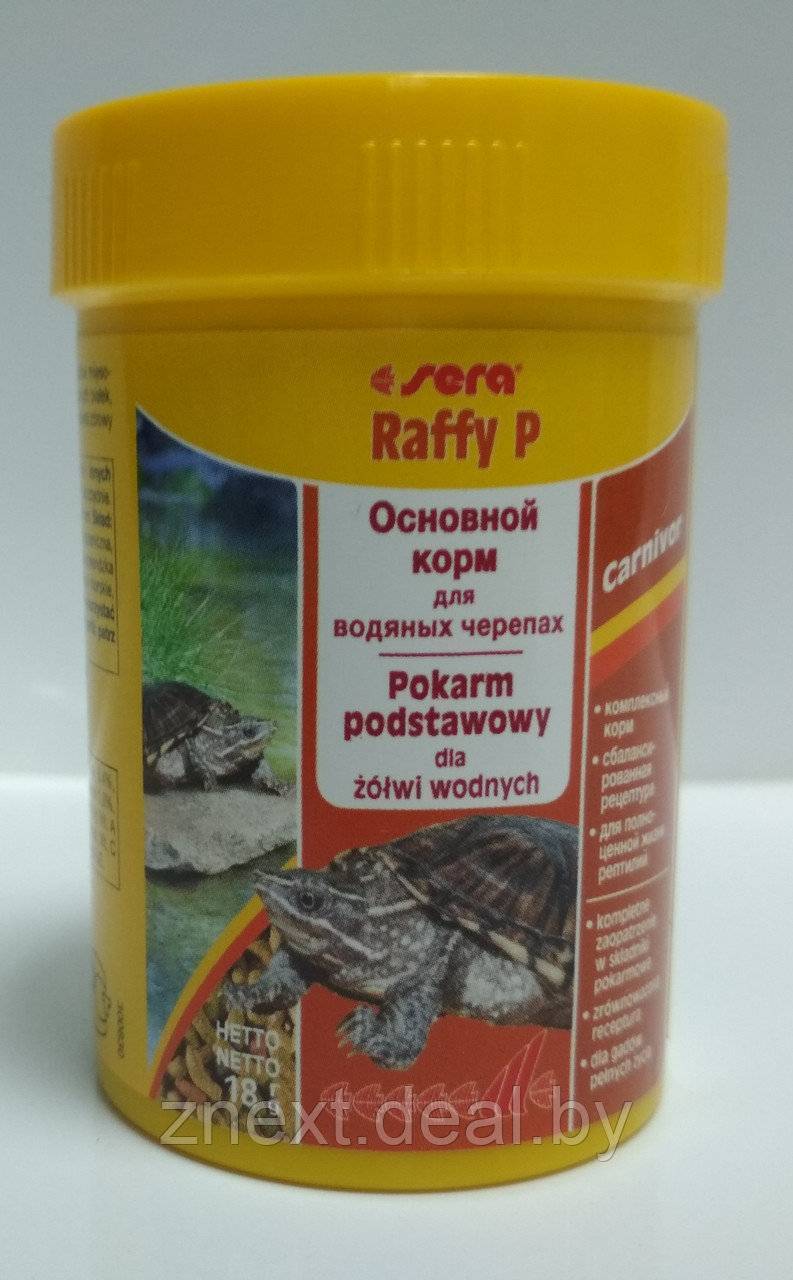 sera
Raffy P
Основной
корм
для
водяных черепах
Pokarm
podstawowy
dla
żółwi wodnych
Carnivor
• комплексный
корм
• сбаланси-
рованная
рецептура
• для полно-
ценной жизни
рептилий
• kompletne
zaopatrzenie
w składniki
pokarmowe
• zrównoważona
receptura
• dla gadów
pełnych życia
НЕТТО
NETTO
18 г
g
znext.deal.by